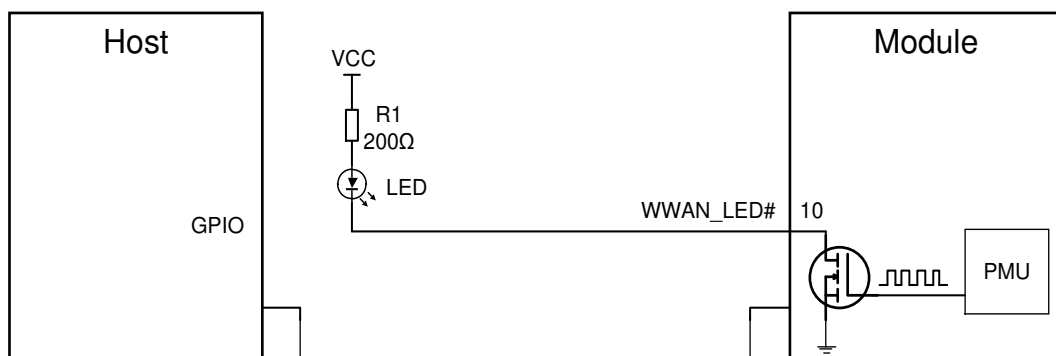 Host
Module
VCC
R1
200Ω
LED
WWAN_LED#
10
GPIO
PMU